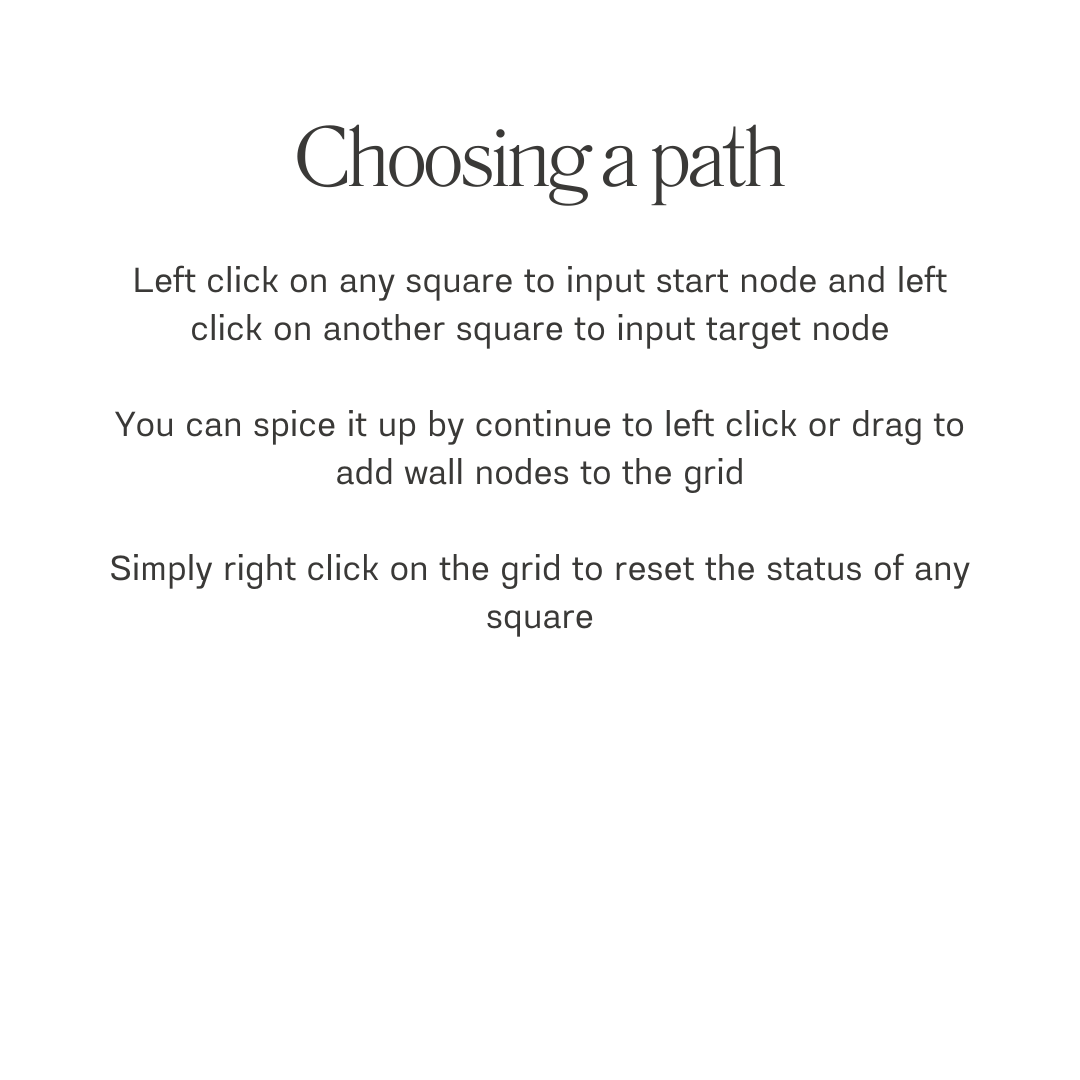 Choosing a path
Left click on any square to input start node and left
click on another square to input target node
You can spice it up by continue to left click or drag to
add wall nodes to the grid
Simply right click on the grid to reset the status of any
square